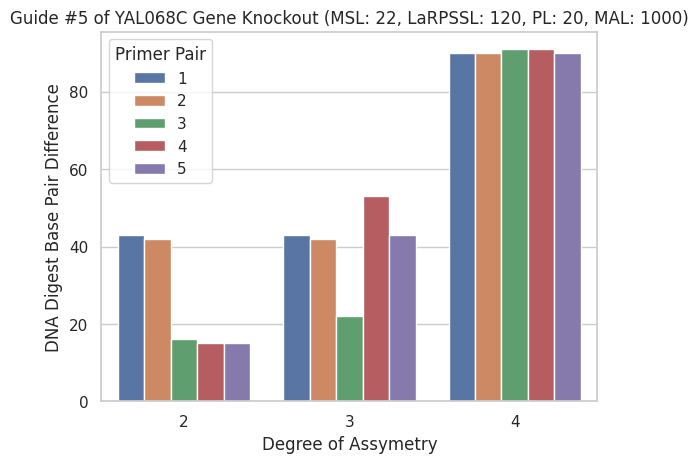 Guide #5 of YAL068C Gene Knockout (MSL: 22, LaRPSSL: 120, PL: 20, MAL: 1000)
Primer Pair
1
2
3
4
5
DNA Digest Base Pair Difference
80
60
40
20
0
2 3 4
Degree of Assymetry